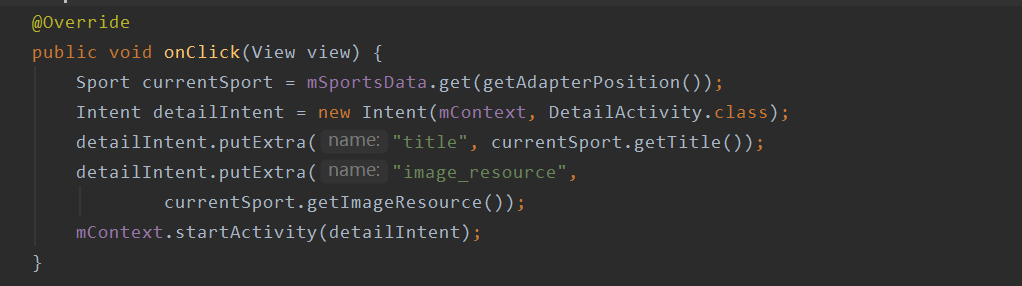 @Override
public void onClick(View view) {
Sport currentSport = mSportsData.get(getAdapterPosition());
Intent detailIntent = new Intent(mContext, DetailActivity.class);
detailIntent.putExtra( name: "title", currentSport.getTitle());
detailIntent.putExtra( name: "image_resource",
currentSport.getImageResource());
mContext.startActivity(detailIntent);
}